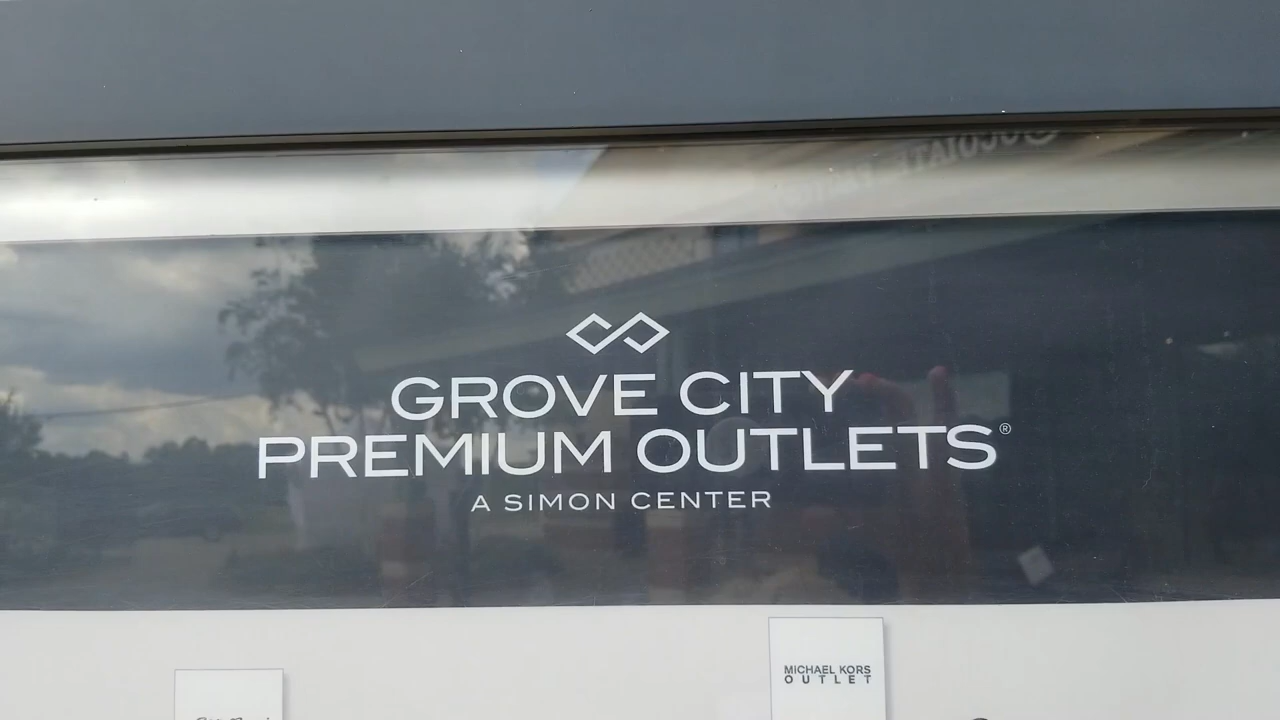 GROVE CITY
PREMIUM OUTLETS®
A SIMON CENTER
MICHAEL KORS
OUTLET